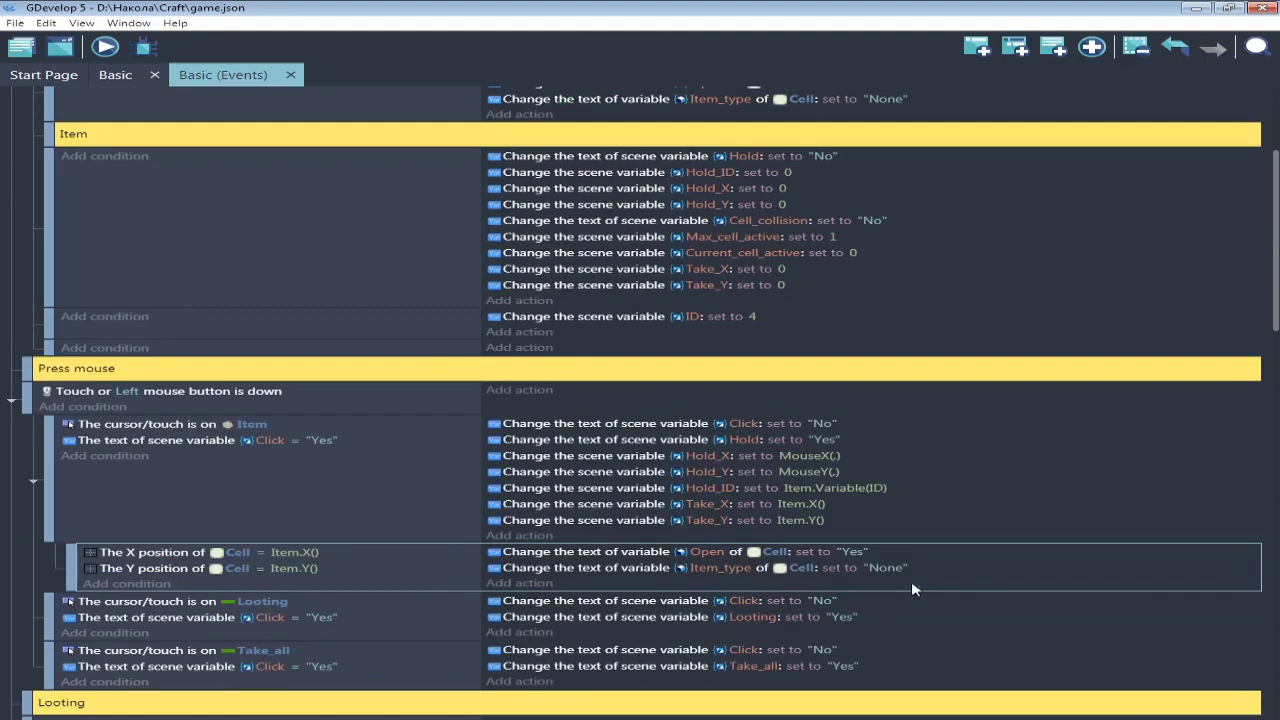 GDevelop 5 - D:\Накола\Craft\game.json
File Edit View Window Help
Start Page Basic × Basic (Events) ×
Change the text of variable Item_type of Cell: set to "None"
Add action
Item
Add condition
Change the text of scene variable Hold: set to "No"
Change the scene variable Hold_ID: set to 0
Change the scene variable Hold_X: set to 0
Change the scene variable Hold_Y: set to 0
Change the text of scene variable Cell_collision: set to "No"
Change the scene variable Max_cell_active: set to 1
Change the scene variable Current_cell_active: set to 0
Change the scene variable Take_X: set to 0
Change the scene variable Take_Y: set to 0
Add action
Add condition
Change the scene variable ID: set to 4
Add action
Add condition
Add action
Press mouse
Touch or Left mouse button is down
Add condition
Add action
The cursor/touch is on Item
The text of scene variable Click = "Yes"
Add condition
Change the text of scene variable Click: set to "No"
Change the text of scene variable Hold: set to "Yes"
Change the scene variable Hold_X: set to MouseX(,)
Change the scene variable Hold_Y: set to MouseY(,)
Change the scene variable Hold_ID: set to Item.Variable(ID)
Change the scene variable Take_X: set to Item.X()
Change the scene variable Take_Y: set to Item.Y()
Add action
The X position of Cell = Item.X()
The Y position of Cell = Item.Y()
Add condition
Change the text of variable Open of Cell: set to "Yes"
Change the text of variable Item_type of Cell: set to "None"
Add action
The cursor/touch is on Looting
The text of scene variable Click = "Yes"
Add condition
Change the text of scene variable Click: set to "No"
Change the text of scene variable Looting: set to "Yes"
Add action
The cursor/touch is on Take_all
The text of scene variable Click = "Yes"
Add condition
Change the text of scene variable Click: set to "No"
Change the text of scene variable Take_all: set to "Yes"
Add action
Looting